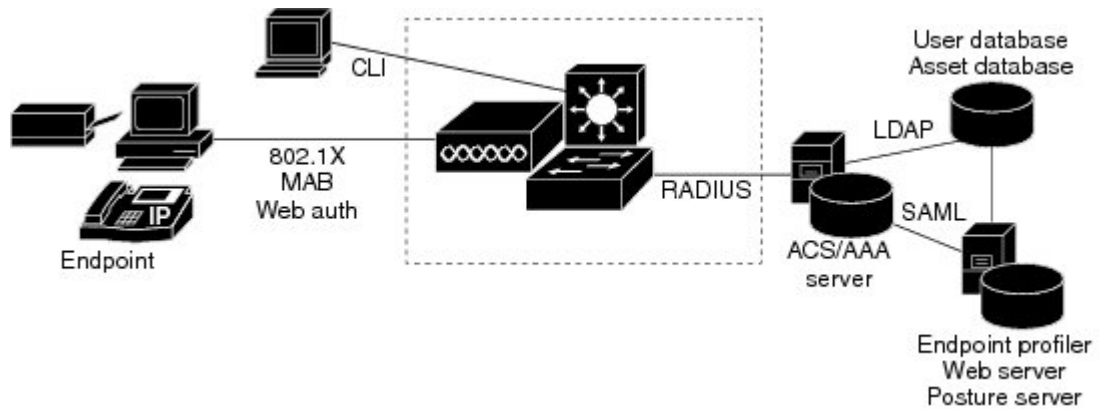 User database
Asset database
CLI
LDAP
802.1X
MAB
Web auth
RADIUS
IP
SAML
Endpoint
ACS/AAA
server
Endpoint profiler
Web server
Posture server